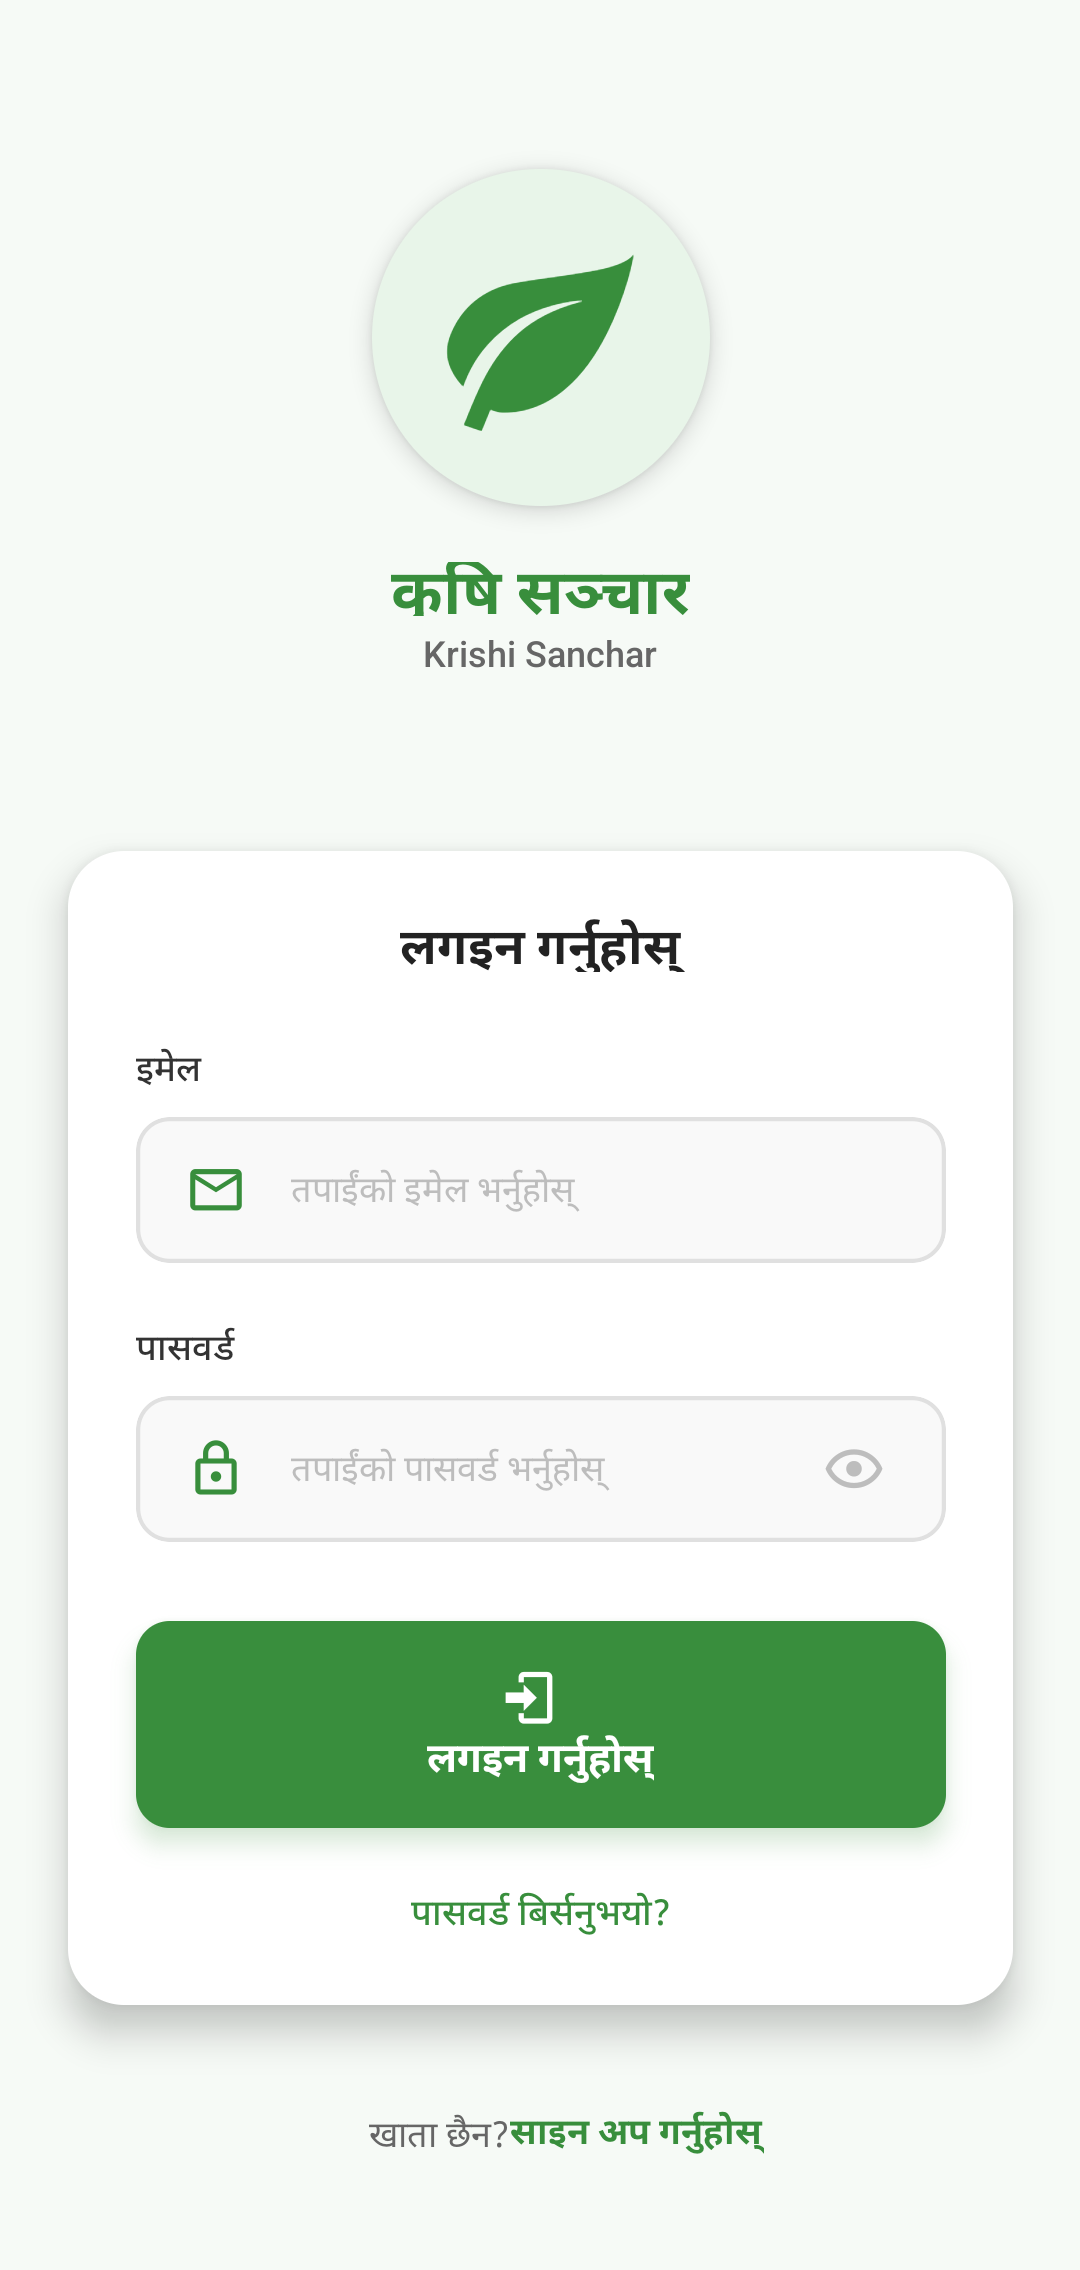 कृषि सञ्चार
Krishi Sanchar
लगइन गर्नुहोस्
इमेल
तपाईंको इमेल भर्नुहोस्
पासवर्ड
तपाईंको पासवर्ड भर्नुहोस्
लगइन गर्नुहोस्
पासवर्ड बिर्सनुभयो?
खाता छैन?साइन अप गर्नुहोस्